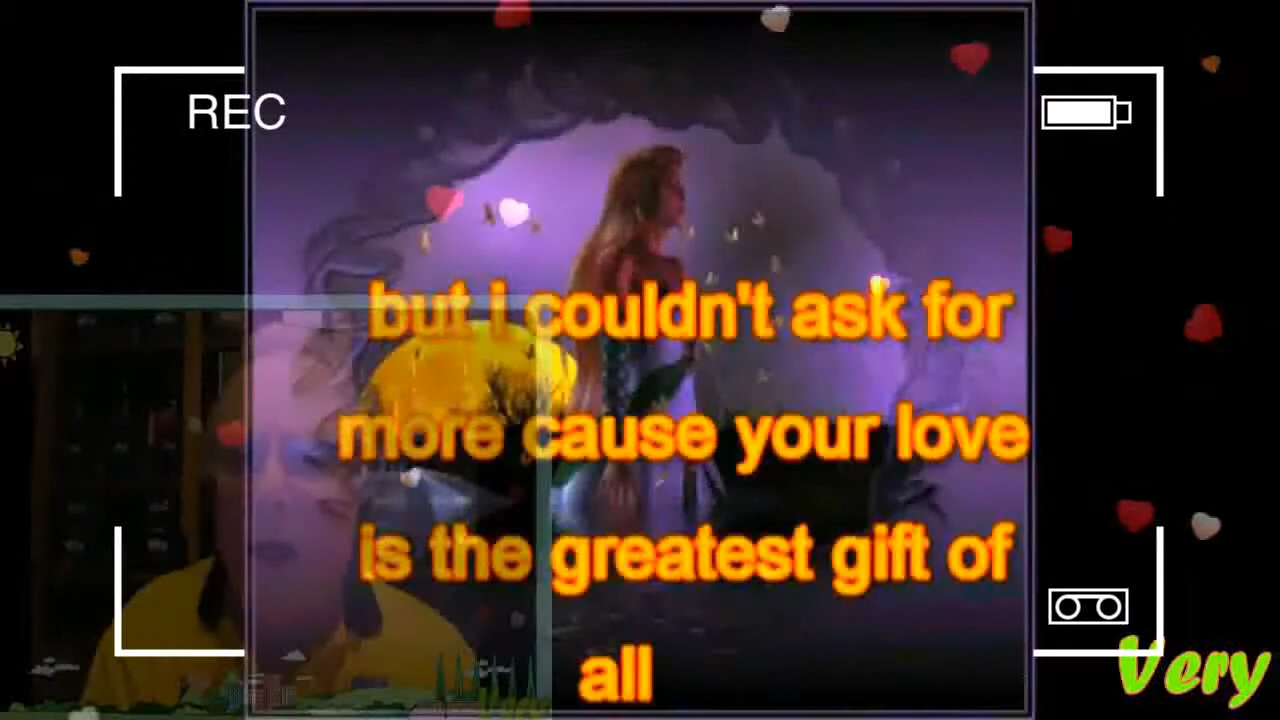 REC
but i couldn't ask for
more cause your love
is the greatest gift of
all
Very